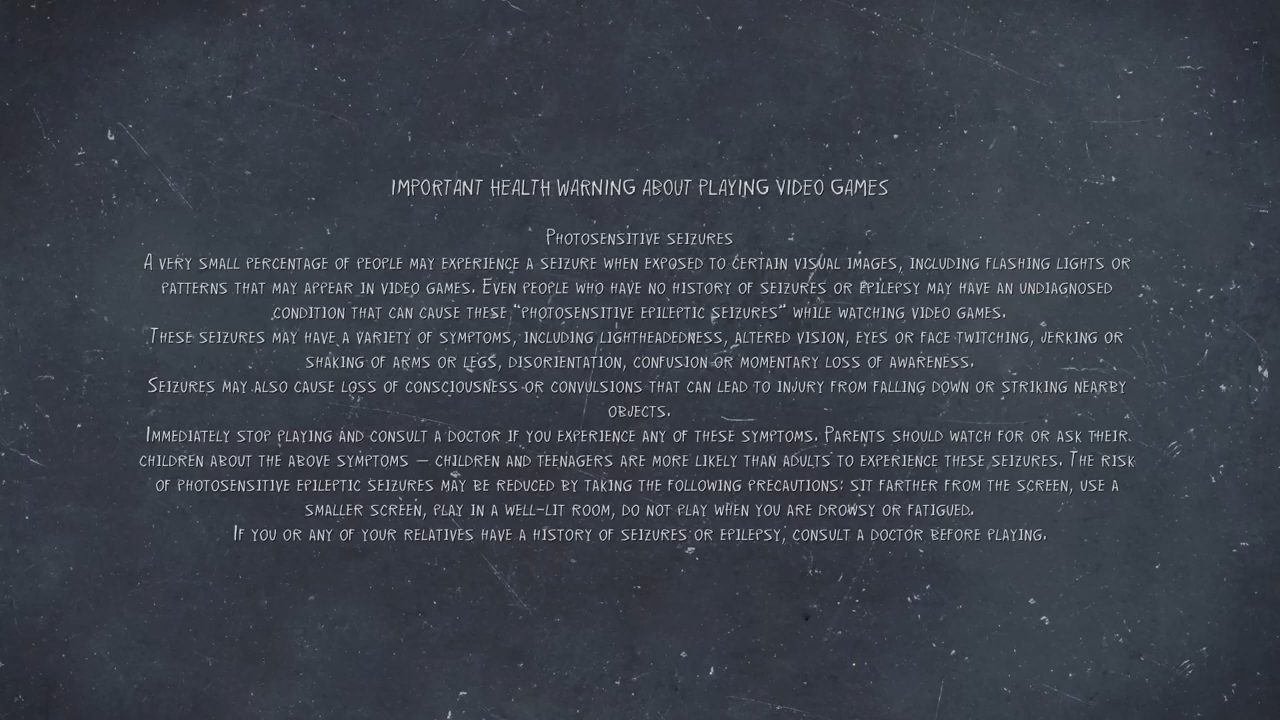 IMPORTANT HEALTH WARNING ABOUT PLAYING VIDEO GAMES
PHOTOSENSITIVE SEIZURES
A VERY SMALL PERCENTAGE OF PEOPLE MAY EXPERIENCE A SEIZURE WHEN EXPOSED TO CERTAIN VISUAL IMAGES, INCLUDING FLASHING LIGHTS OR
PATTERNS THAT MAY APPEAR IN VIDEO GAMES. EVEN PEOPLE WHO HAVE NO HISTORY OF SEIZURES OR EPILEPSY MAY HAVE AN UNDIAGNOSED
CONDITION THAT CAN CAUSE THESE "PHOTOSENSITIVE EPILEPTIC SEIZURES" WHILE WATCHING VIDEO GAMES.
THESE SEIZURES MAY HAVE A VARIETY OF SYMPTOMS, INCLUDING LIGHTHEADEDNESS, ALTERED VISION, EYES OR FACE TWITCHING, JERKING OR
SHAKING OF ARMS OR LEGS, DISORIENTATION, CONFUSION OR MOMENTARY LOSS OF AWARENESS.
SEIZURES MAY ALSO CAUSE LOSS OF CONSCIOUSNESS OR CONVULSIONS THAT CAN LEAD TO INJURY FROM FALLING DOWN OR STRIKING NEARBY
OBJECTS.
IMMEDIATELY STOP PLAYING AND CONSULT A DOCTOR IF YOU EXPERIENCE ANY OF THESE SYMPTOMS. PARENTS SHOULD WATCH FOR OR ASK THEIR
CHILDREN ABOUT THE ABOVE SYMPTOMS – CHILDREN AND TEENAGERS ARE MORE LIKELY THAN ADULTS TO EXPERIENCE THESE SEIZURES. THE RISK
OF PHOTOSENSITIVE EPILEPTIC SEIZURES MAY BE REDUCED BY TAKING THE FOLLOWING PRECAUTIONS: SIT FARTHER FROM THE SCREEN, USE A
SMALLER SCREEN, PLAY IN A WELL-LIT ROOM, DO NOT PLAY WHEN YOU ARE DROWSY OR FATIGUED.
IF YOU OR ANY OF YOUR RELATIVES HAVE A HISTORY OF SEIZURES OR EPILEPSY, CONSULT A DOCTOR BEFORE PLAYING.